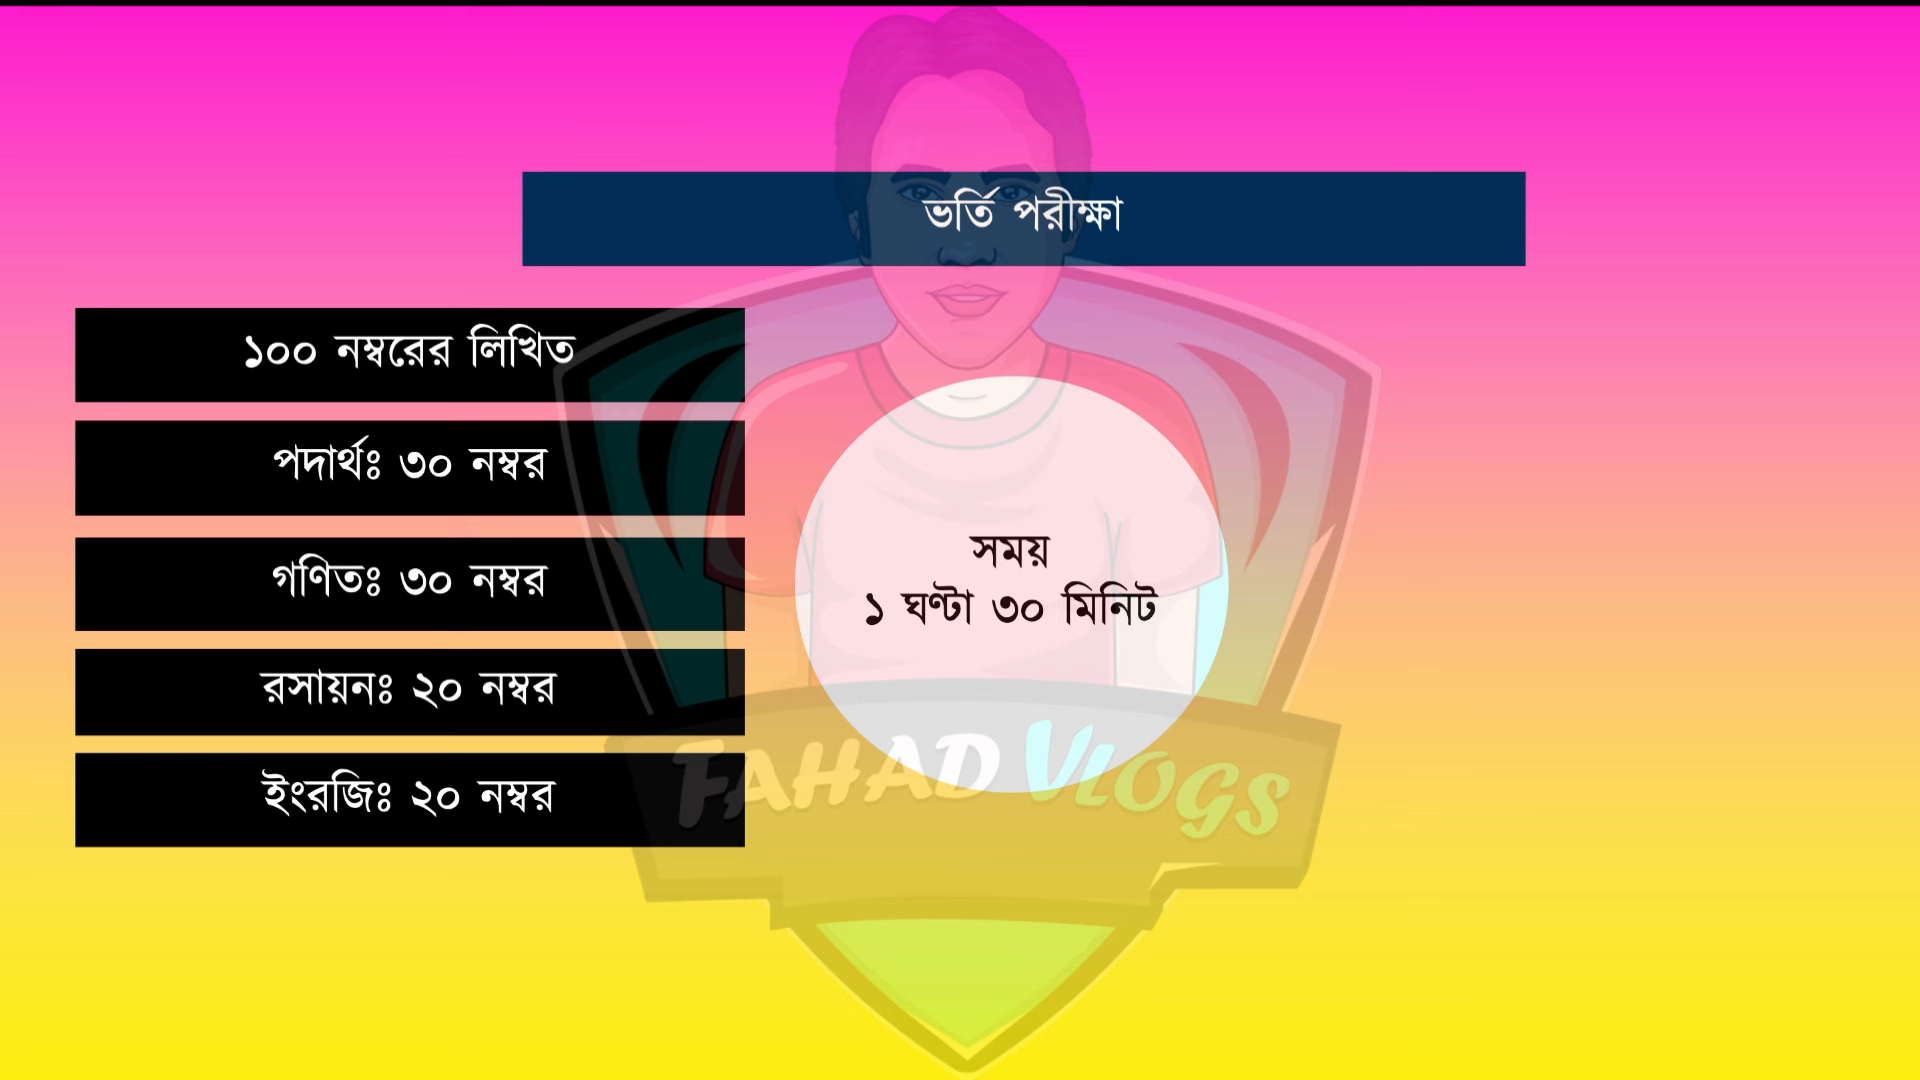 ভর্তি পরীক্ষা
১০০ নম্বরের লিখিত
পদার্থঃ ৩০ নম্বর
গণিতঃ ৩০ নম্বর
রসায়নঃ ২০ নম্বর
ইংরজিঃ ২০ নম্বর
সময়
১ ঘণ্টা ৩০ মিনিট
FAHAD VLOGS